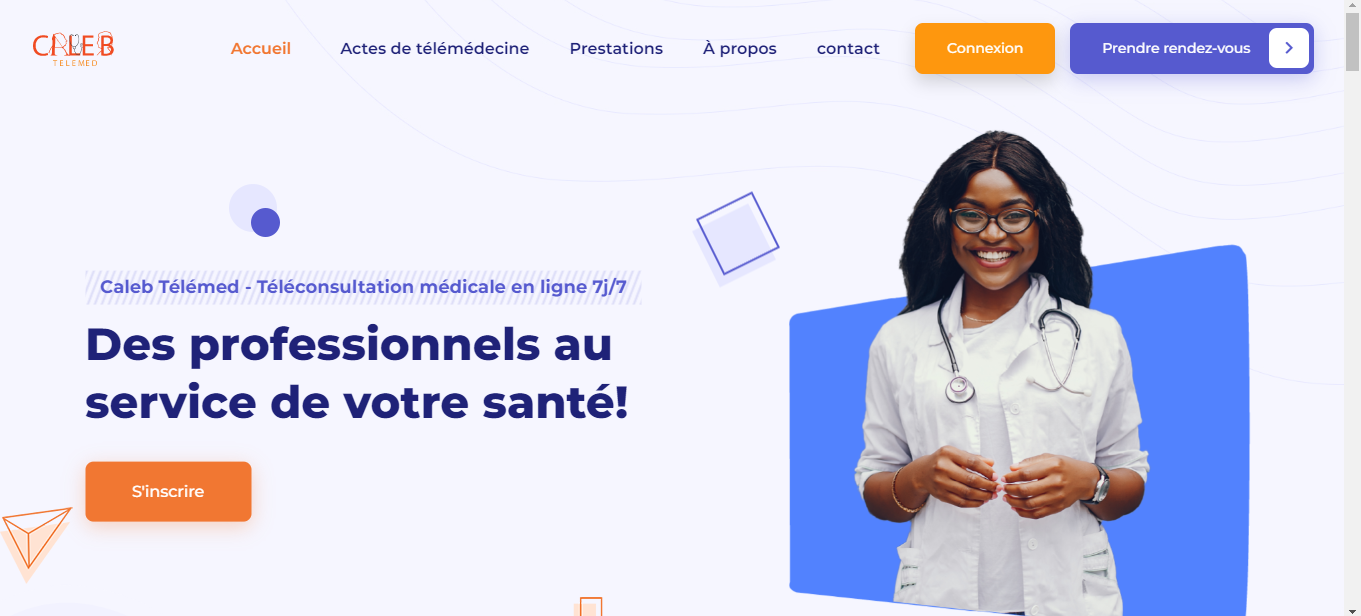 CALEB
TELEMED
Accueil
Actes de télémédecine
Prestations
À propos
contact
Connexion
Prendre rendez-vous
Caleb Télémed - Téléconsultation médicale en ligne 7j/7
Des professionnels au
service de votre santé!
S'inscrire